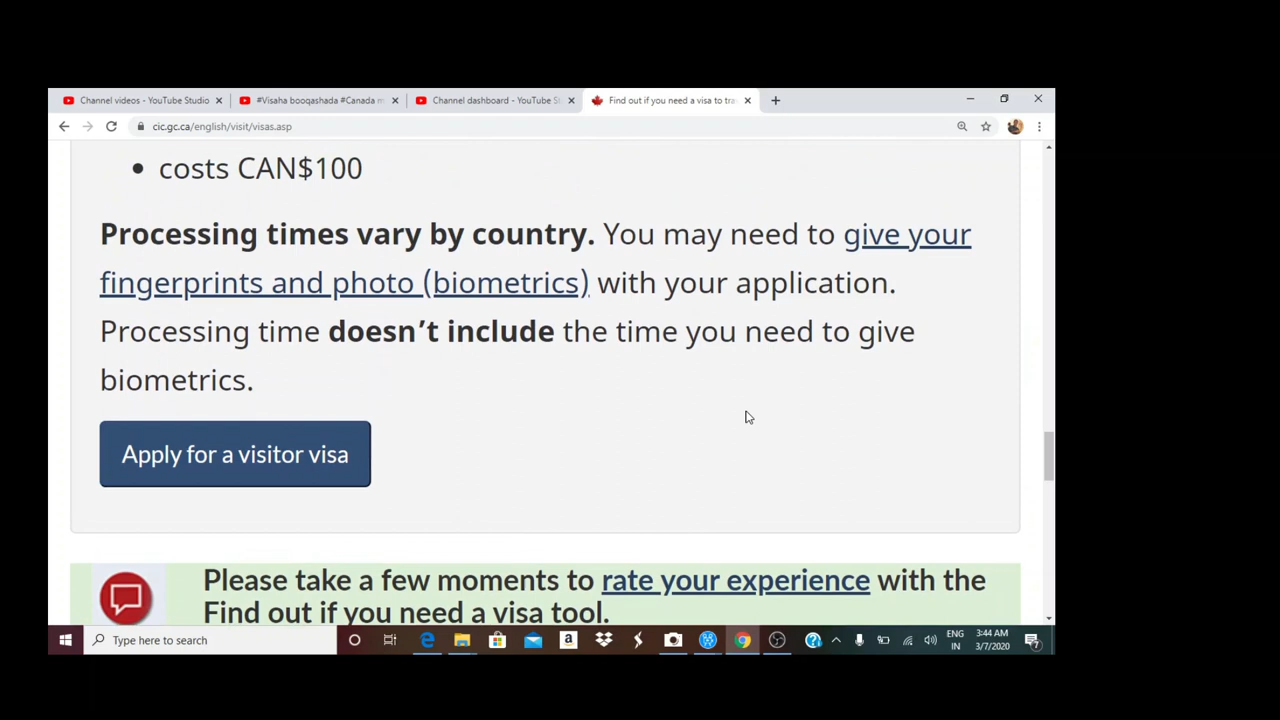 Channel videos - YouTube Studio
#Visaha booqashada #Canada m
Channel dashboard - YouTube St
Find out if you need a visa to tra
cic.gc.ca/english/visit/visas.asp
• costs CAN$100
Processing times vary by country. You may need to give your
fingerprints and photo (biometrics) with your application.
Processing time doesn’t include the time you need to give
biometrics.
Apply for a visitor visa
Please take a few moments to rate your experience with the
Find out if you need a visa tool.
Type here to search
ENG
IN
3:44 AM
3/7/2020